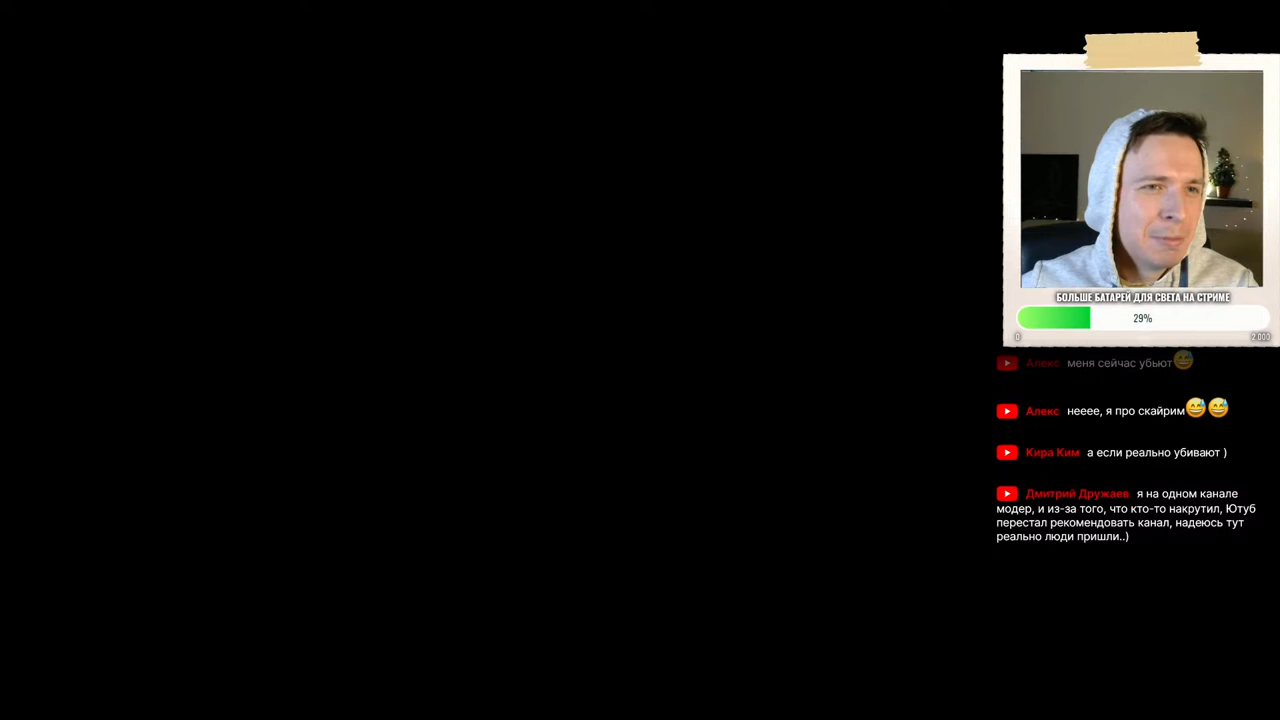 БОЛЬШЕ БАТАРЕЙ ДЛЯ СВЕТА НА СТРИМЕ
29%
0 2 000
Алекс меня сейчас убьют😅
Алекс нееее, я про скайрим😅😅
Кира Ким а если реально убивают )
Дмитрий Дружаев я на одном канале
модер, и из-за того, что кто-то накрутил, Ютуб
перестал рекомендовать канал, надеюсь тут
реально люди пришли..)